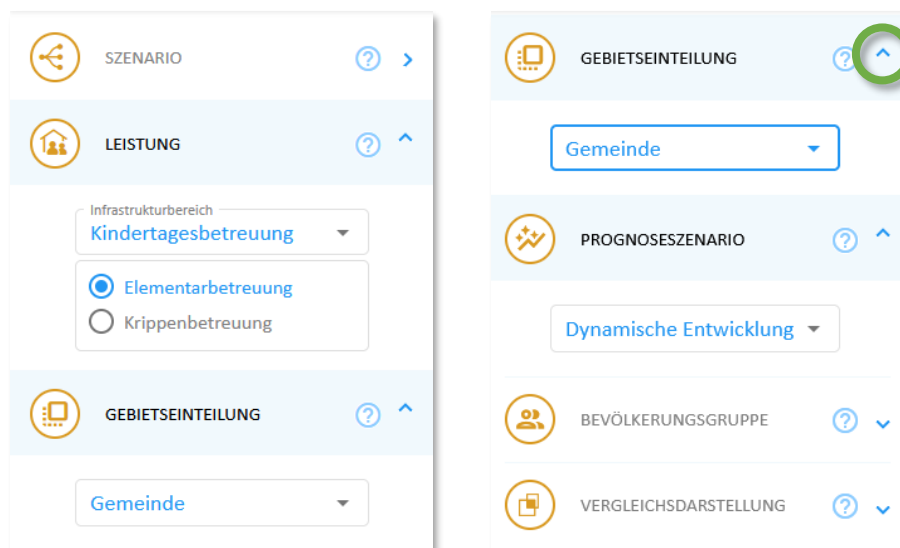 SZENARIO
LEISTUNG
Infrastrukturbereich
Kindertagesbetreuung
Elementarbetreuung
Krippenbetreuung
GEBIETSEINTEILUNG
Gemeinde
GEBIETSEINTEILUNG
Gemeinde
PROGNOSESZENARIO
Dynamische Entwicklung
BEVÖLKERUNGSGRUPPE
VERGLEICHSDARSTELLUNG